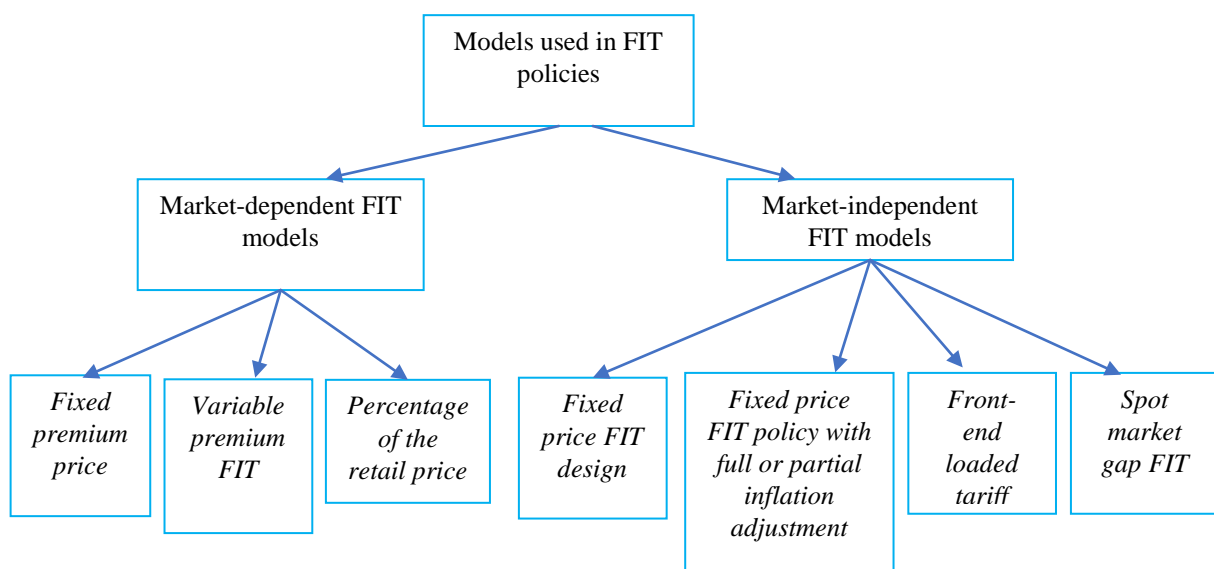 Models used in FIT
policies
Market-dependent FIT
models
Market-independent
FIT models
Fixed
premium
price
Variable
premium
FIT
Percentage
of the
retail price
Fixed
price FIT
design
Fixed price
FIT policy with
full or partial
inflation
adjustment
Front-
end
loaded
tariff
Spot
market
gap FIT